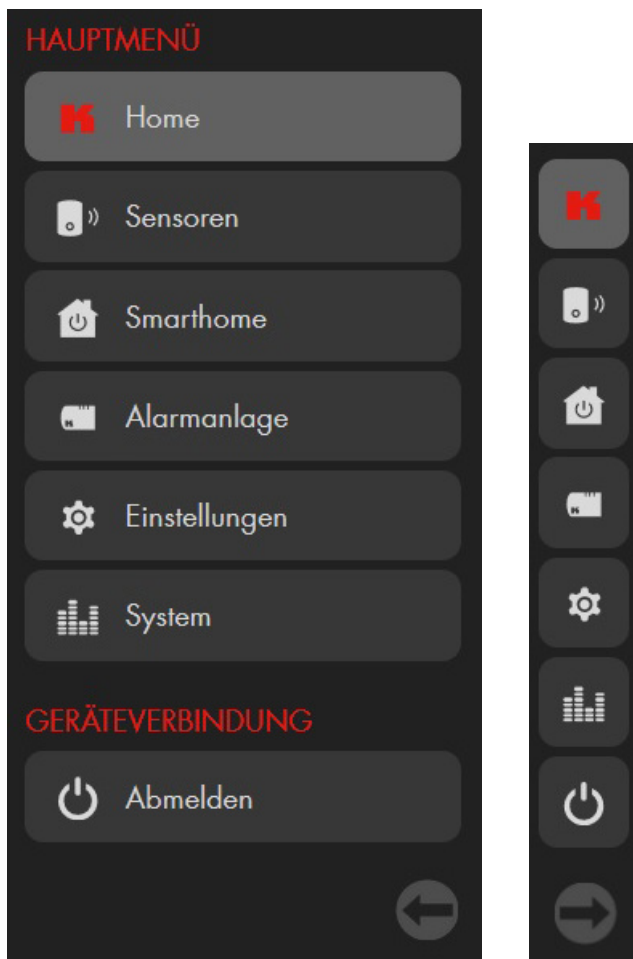 HAUPTMENÜ
Home
Sensoren
Smarthome
Alarmanlage
Einstellungen
System
GERÄTEVERBINDUNG
Abmelden